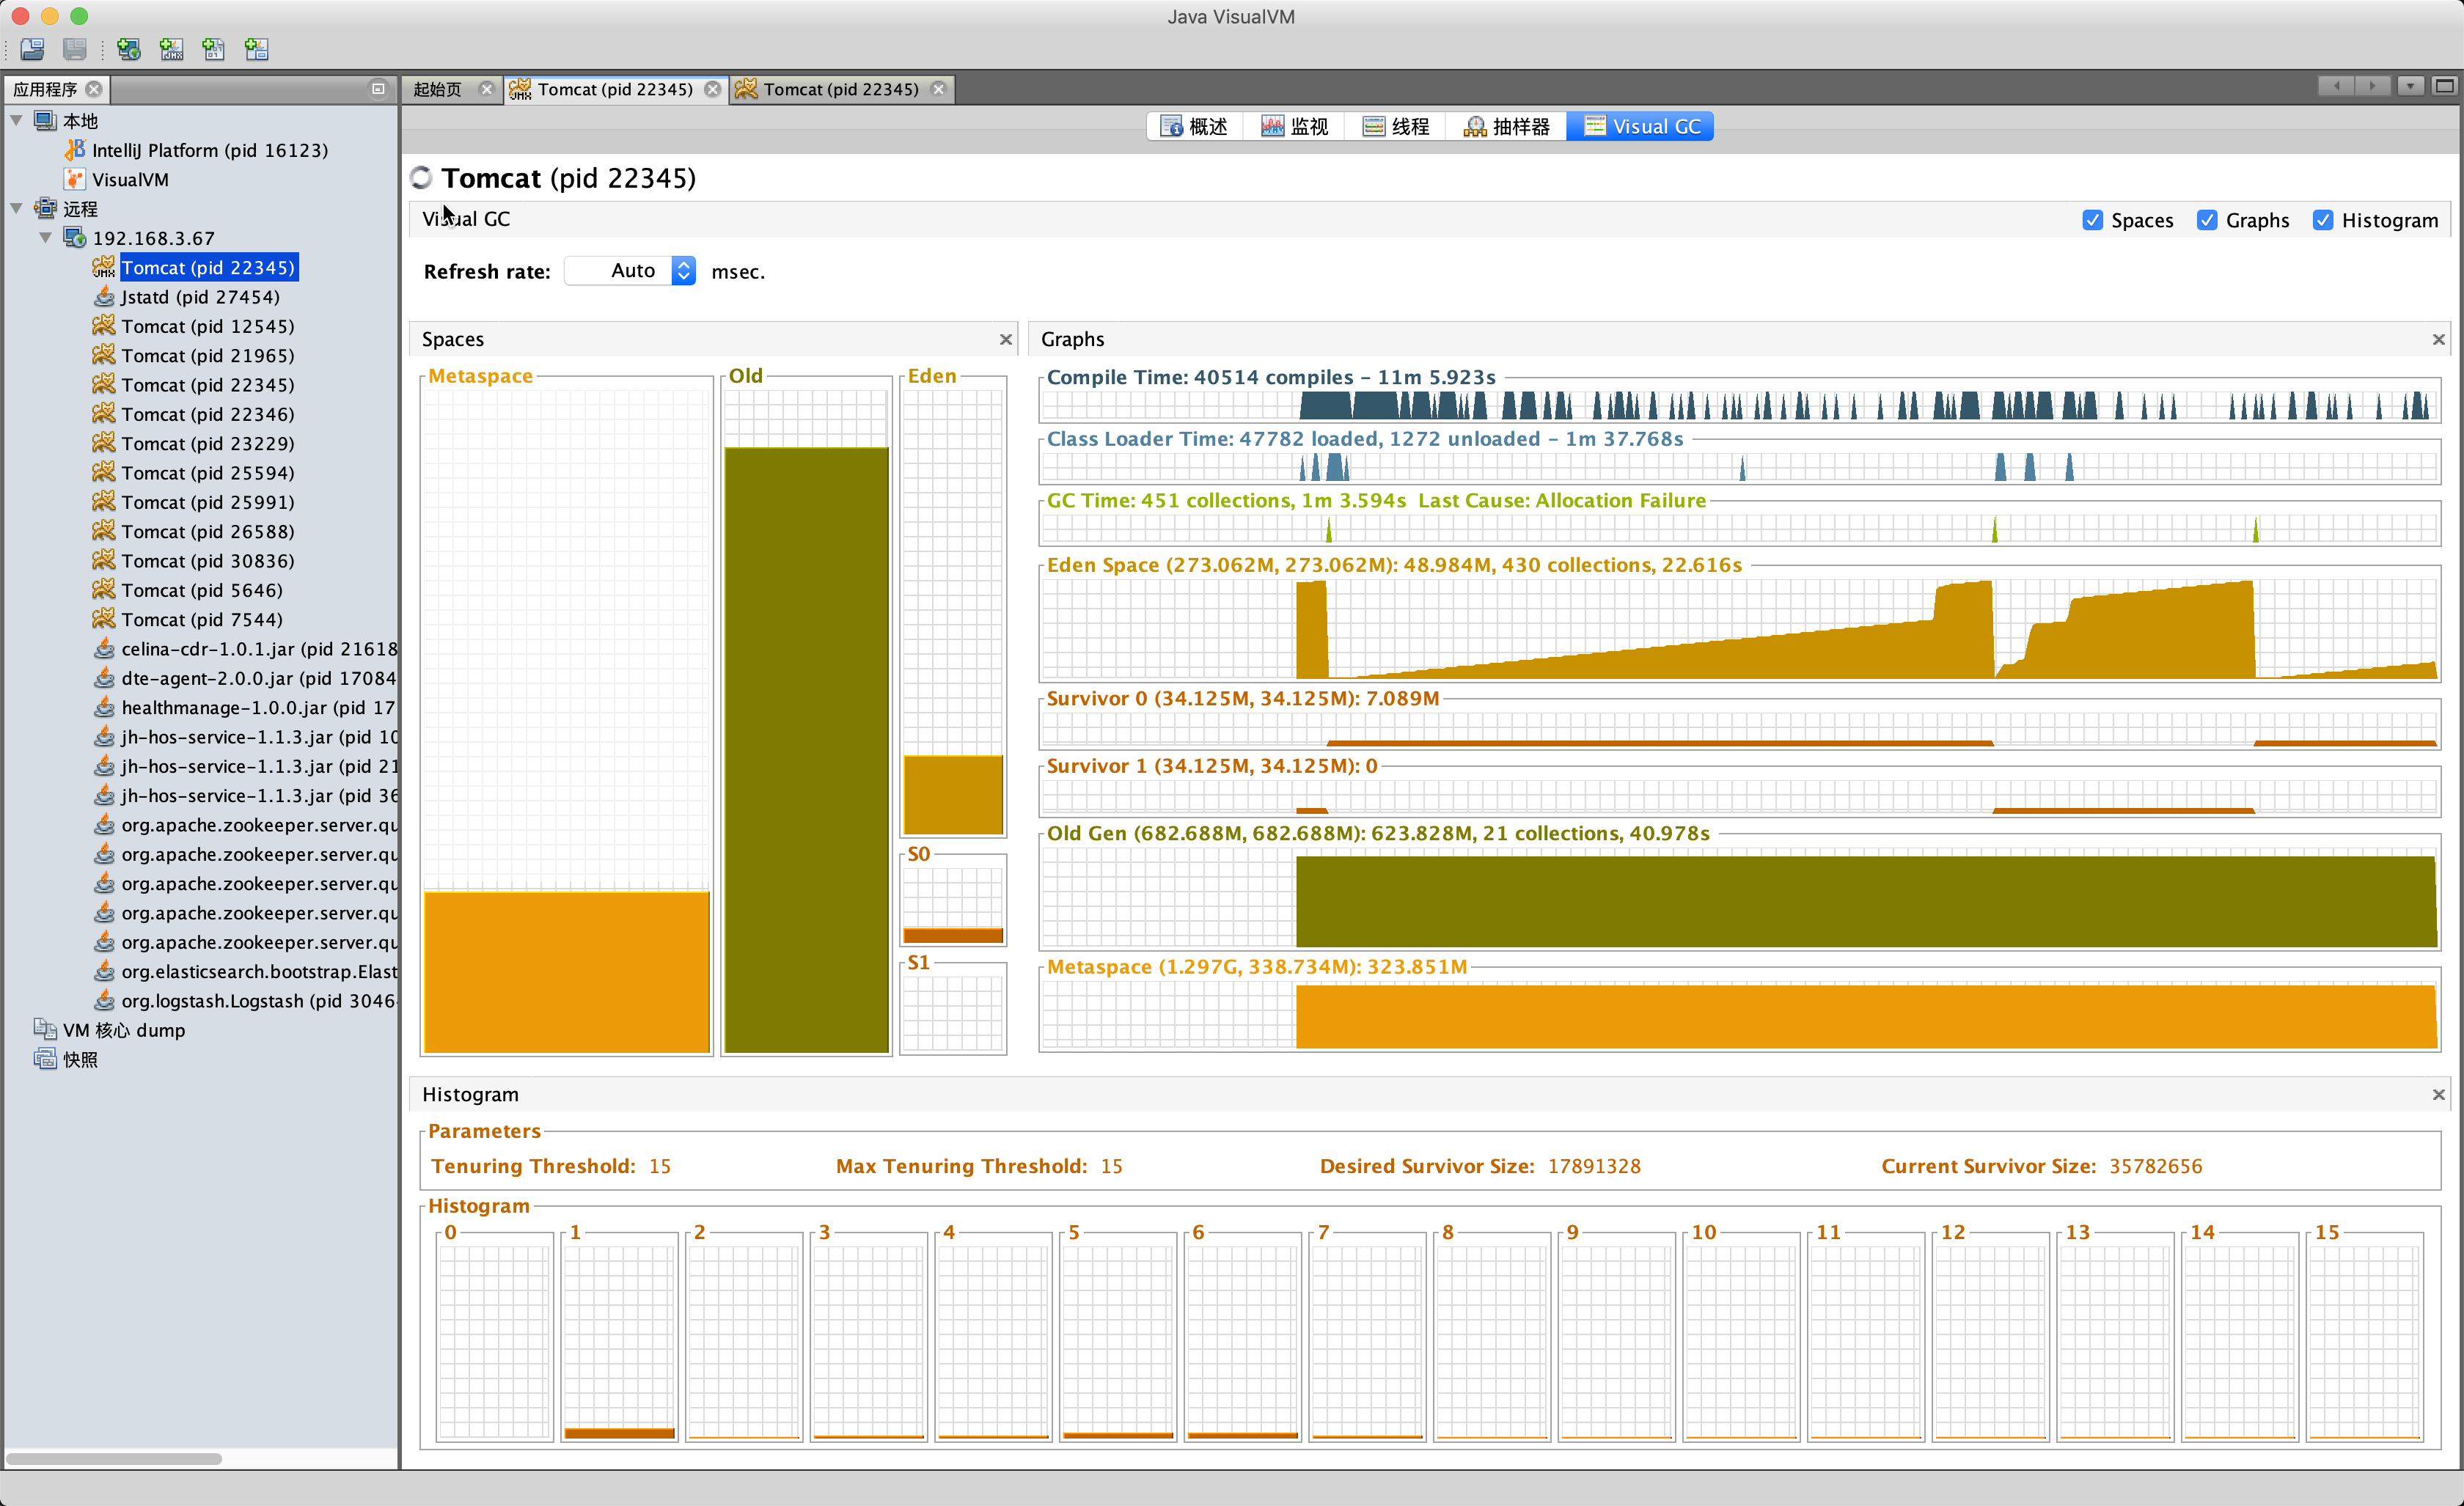 Java VisualVM
应用程序
起始页
Tomcat (pid 22345)
Tomcat (pid 22345)
本地
IntelliJ Platform (pid 16123)
VisualVM
远程
192.168.3.67
Tomcat (pid 22345)
Jstatd (pid 27454)
Tomcat (pid 12545)
Tomcat (pid 21965)
Tomcat (pid 22345)
Tomcat (pid 22346)
Tomcat (pid 23229)
Tomcat (pid 25594)
Tomcat (pid 25991)
Tomcat (pid 26588)
Tomcat (pid 30836)
Tomcat (pid 5646)
Tomcat (pid 7544)
celina-cdr-1.0.1.jar (pid 21618
dte-agent-2.0.0.jar (pid 17084
healthmanage-1.0.0.jar (pid 17
jh-hos-service-1.1.3.jar (pid 10
jh-hos-service-1.1.3.jar (pid 21
jh-hos-service-1.1.3.jar (pid 36
org.apache.zookeeper.server.qu
org.apache.zookeeper.server.qu
org.apache.zookeeper.server.qu
org.apache.zookeeper.server.qu
org.apache.zookeeper.server.qu
org.elasticsearch.bootstrap.Elast
org.logstash.Logstash (pid 3046
VM 核心 dump
快照
概述
监视
线程
抽样器
Visual GC
Tomcat (pid 22345)
Visual GC
Spaces
Graphs
Histogram
Refresh rate: Auto msec.
Spaces
Metaspace
Old
Eden
S0
S1
Graphs
Compile Time: 40514 compiles - 11m 5.923s
Class Loader Time: 47782 loaded, 1272 unloaded - 1m 37.768s
GC Time: 451 collections, 1m 3.594s Last Cause: Allocation Failure
Eden Space (273.062M, 273.062M): 48.984M, 430 collections, 22.616s
Survivor 0 (34.125M, 34.125M): 7.089M
Survivor 1 (34.125M, 34.125M): 0
Old Gen (682.688M, 682.688M): 623.828M, 21 collections, 40.978s
Metaspace (1.297G, 338.734M): 323.851M
Histogram
Parameters
Tenuring Threshold: 15
Max Tenuring Threshold: 15
Desired Survivor Size: 17891328
Current Survivor Size: 35782656
Histogram
0
1
2
3
4
5
6
7
8
9
10
11
12
13
14
15